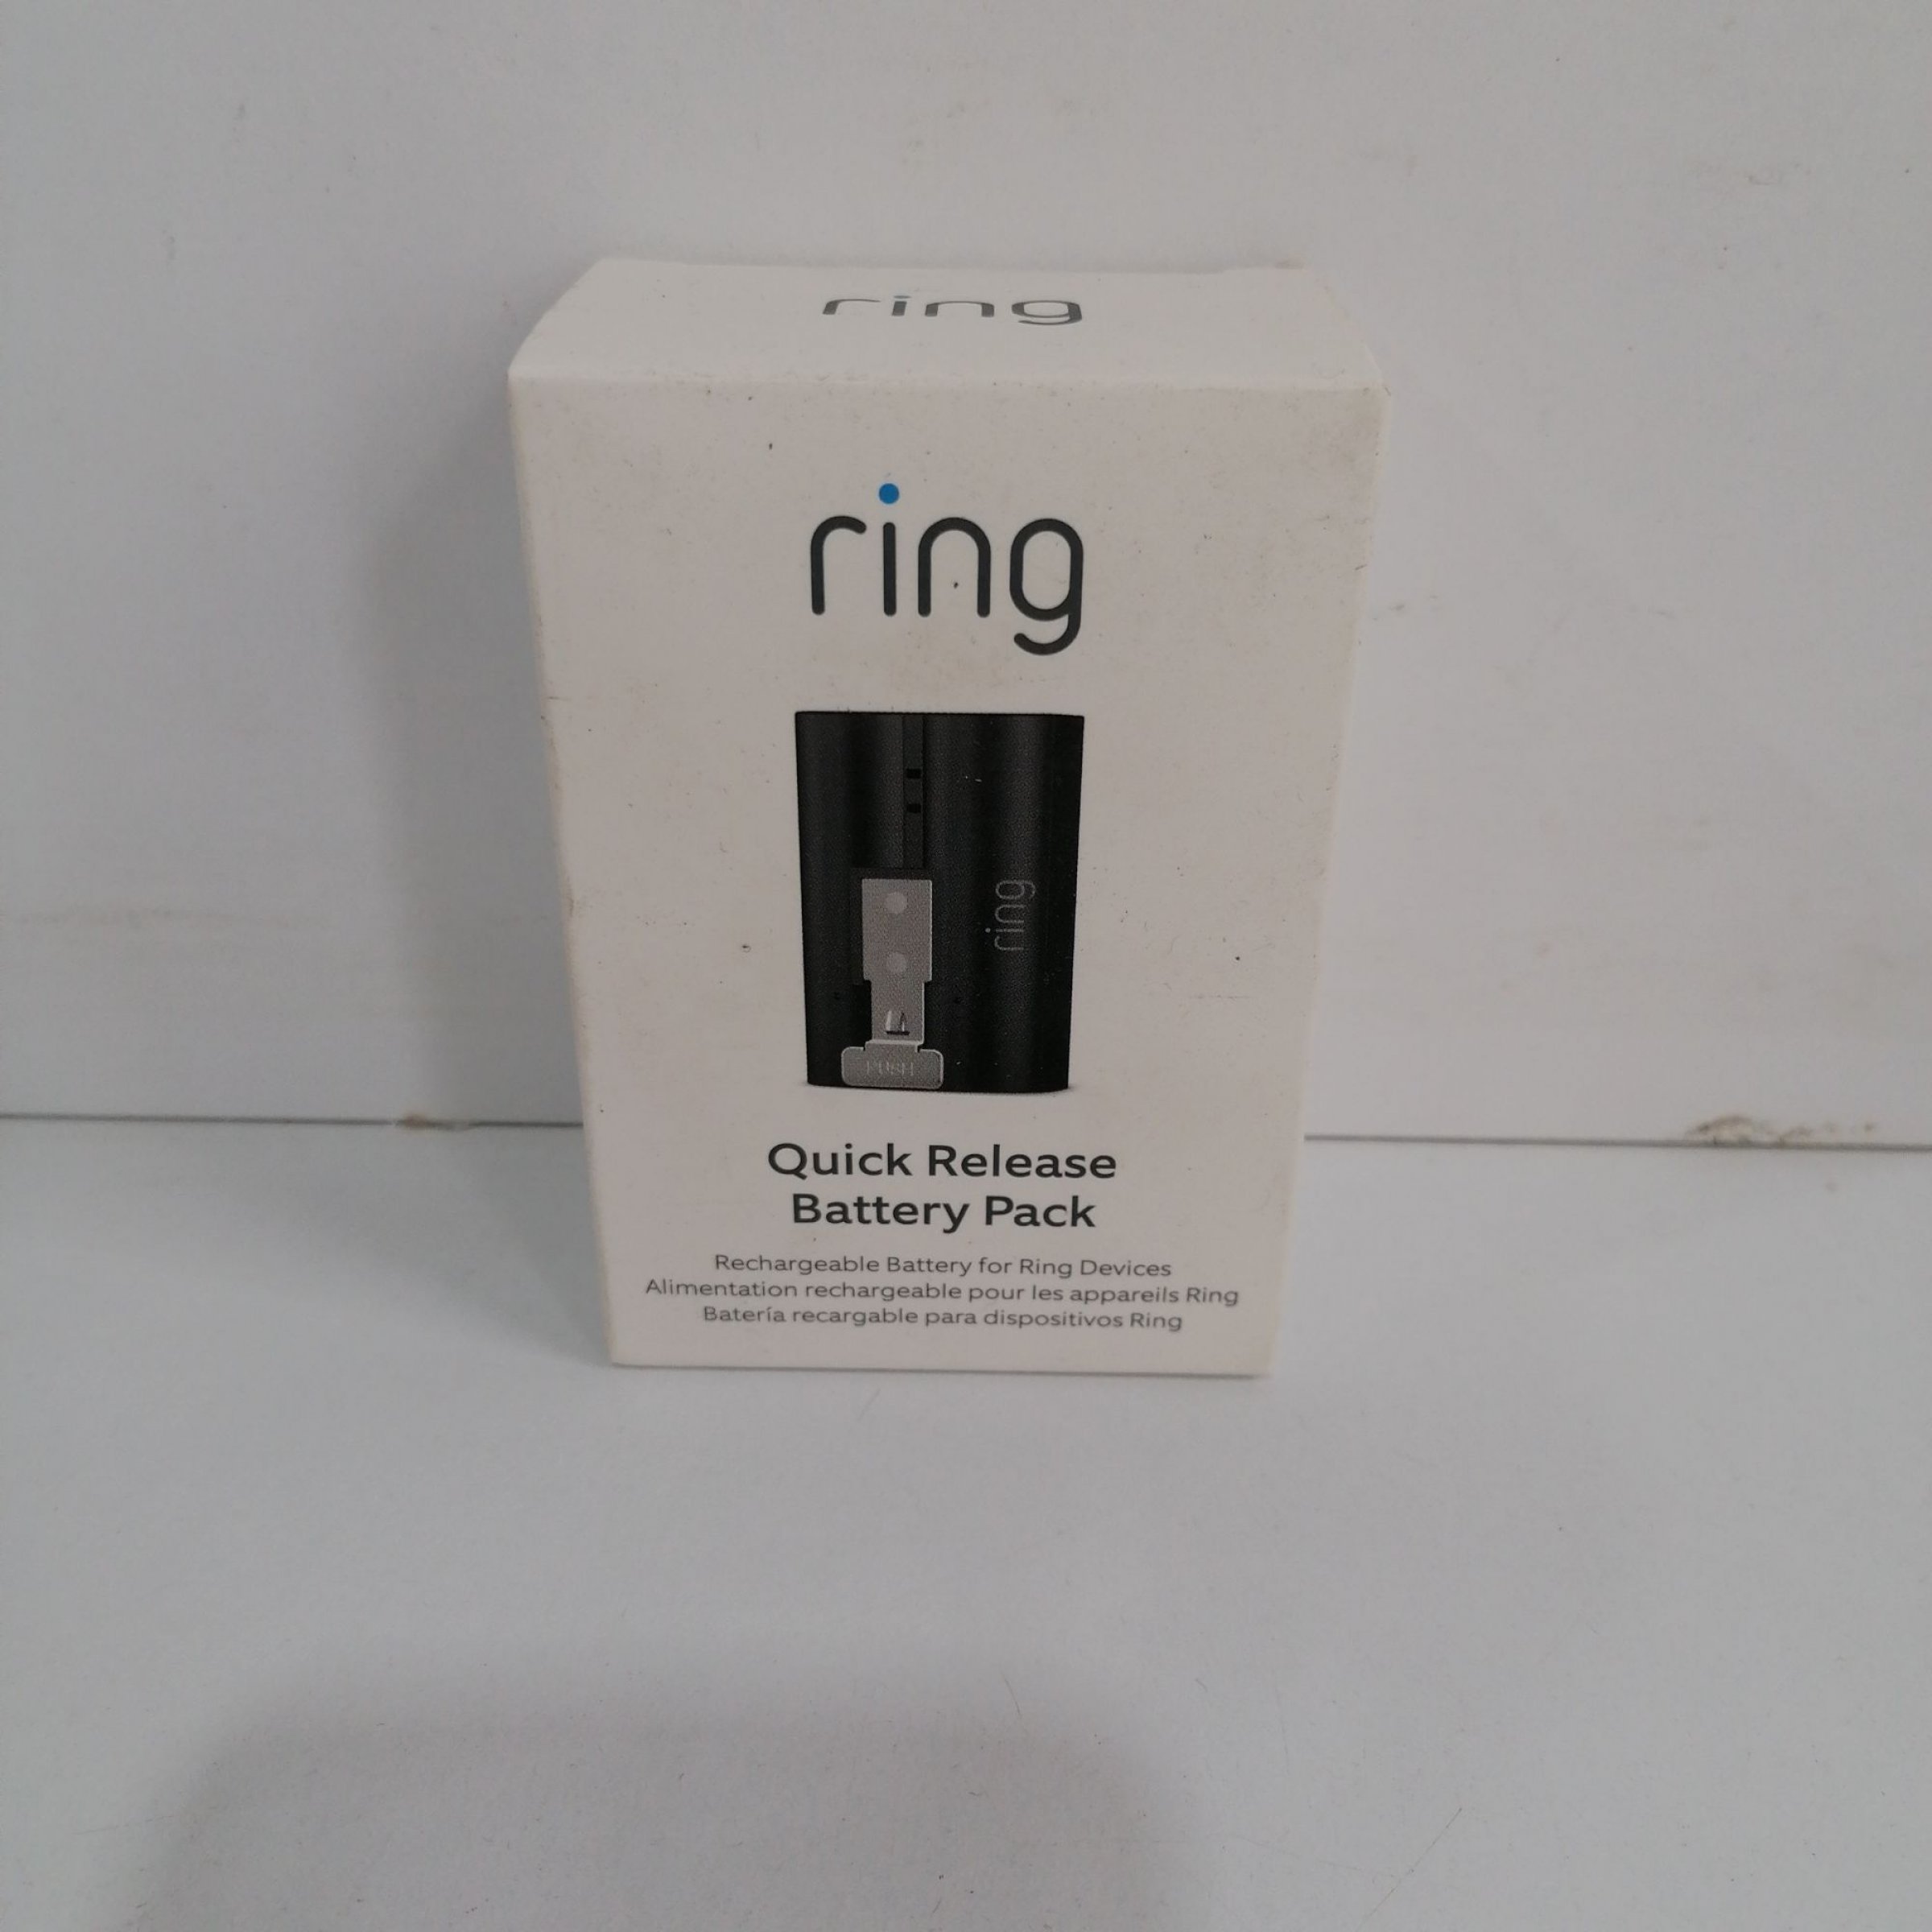 ring
ring
ring
PUSH
Quick Release
Battery Pack
Rechargeable Battery for Ring Devices
Alimentation rechargeable pour les appareils Ring
Batería recargable para dispositivos Ring